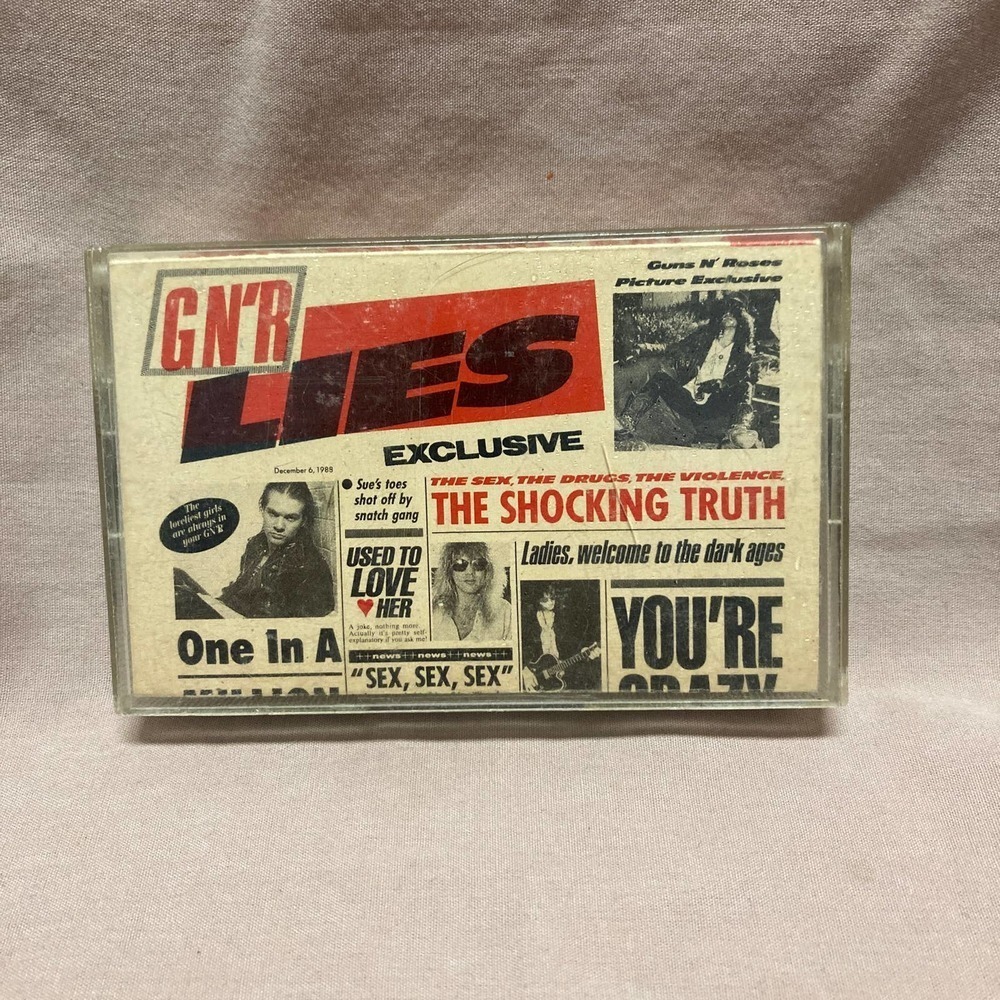 GN'R
LIES
EXCLUSIVE
Guns N' Roses
Picture Exclusive
December 6, 1988
The
loveliest girls
are always in
your GN'R
Sue's toes
shot off by
snatch gang
THE SEX, THE DRUGS, THE VIOLENCE,
THE SHOCKING TRUTH
USED TO
LOVE
♥ HER
A joke, nothing more.
Actually it's pretty self-
explanatory if you ask me!
Ladies, welcome to the dark ages
One In A
MILLION
++news++news++news++
"SEX, SEX, SEX"
YOU'RE
CRAZY